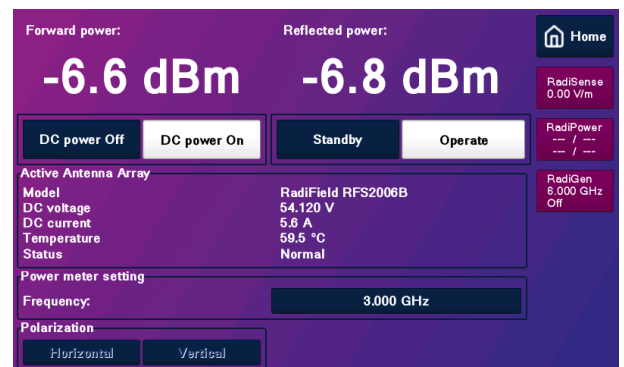 Forward power:
Reflected power:
Home
-6.6 dBm
-6.8 dBm
RadiSense
0.00 V/m
DC power Off
DC power On
Standby
Operate
RadiPower
--- / ---
--- / ---
Active Antenna Array
Model RadiField RFS2006B
DC voltage 54.120 V
DC current 5.6 A
Temperature 59.5 °C
Status Normal
RadiGen
6.000 GHz
Off
Power meter setting
Frequency: 3.000 GHz
Polarization
Horizontal
Vertical